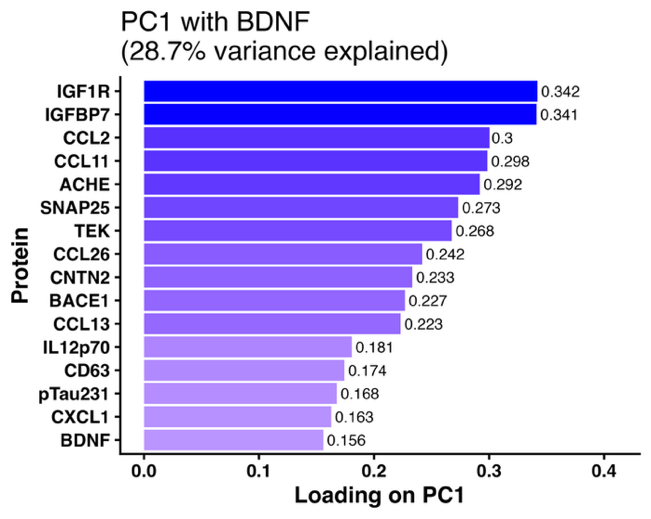 PC1 with BDNF
(28.7% variance explained)
Protein
IGF1R 0.342
IGFBP7 0.341
CCL2 0.3
CCL11 0.298
ACHE 0.292
SNAP25 0.273
TEK 0.268
CCL26 0.242
CNTN2 0.233
BACE1 0.227
CCL13 0.223
IL12p70 0.181
CD63 0.174
pTau231 0.168
CXCL1 0.163
BDNF 0.156
0.0 0.1 0.2 0.3 0.4
Loading on PC1